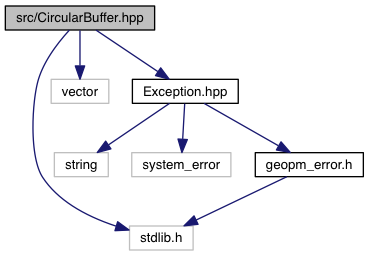 src/CircularBuffer.hpp
vector
Exception.hpp
string
system_error
geopm_error.h
stdlib.h